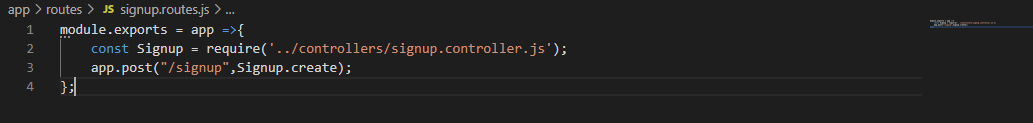 app > routes > JS signup.routes.js > ...
1 module.exports = app =>{
2     const Signup = require('../controllers/signup.controller.js');
3     app.post("/signup",Signup.create);
4 };